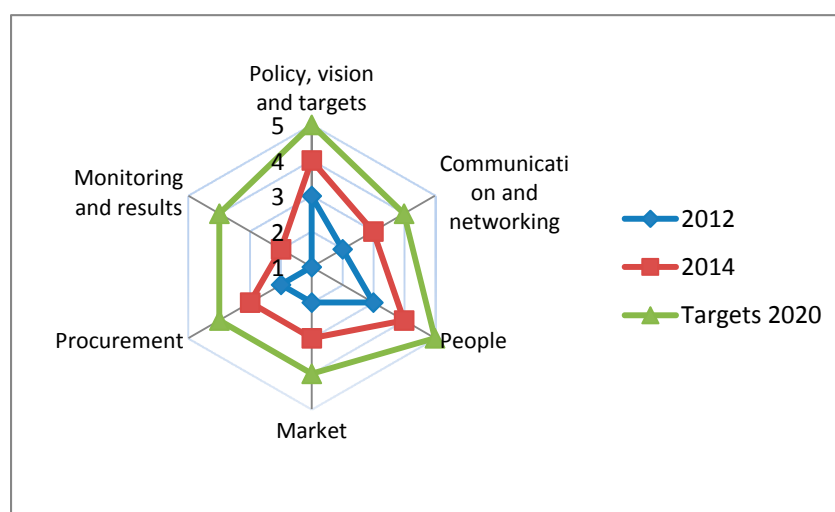 Policy, vision
and targets
5
4
3
2
1
Communicati
on and
networking
People
Market
Procurement
Monitoring
and results
2012
2014
Targets 2020